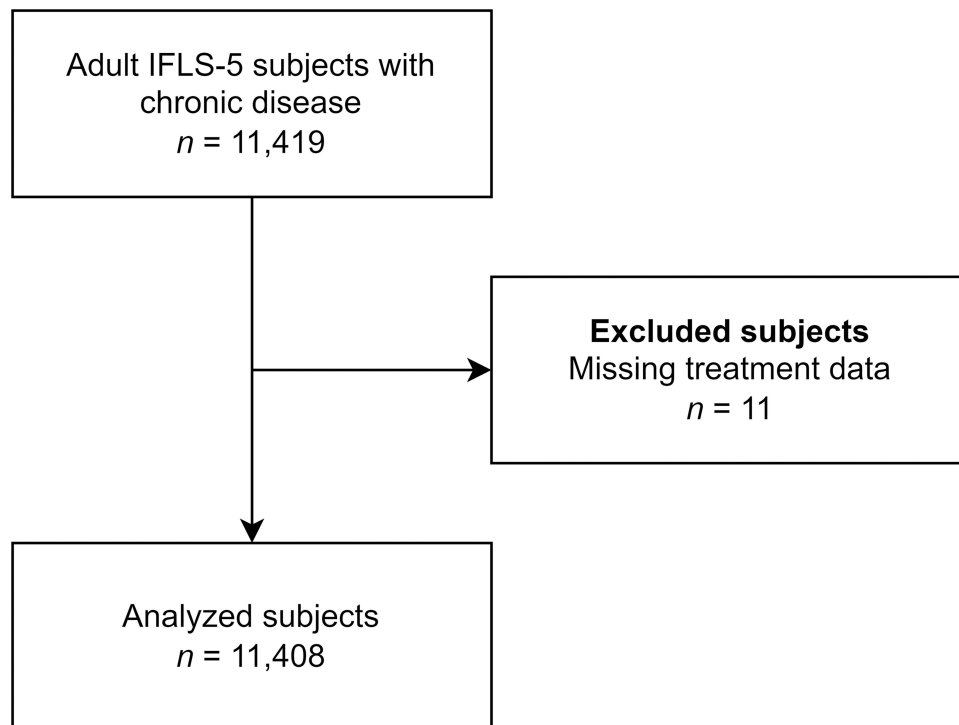 Adult IFLS-5 subjects with
chronic disease
n = 11,419
Excluded subjects
Missing treatment data
n = 11
Analyzed subjects
n = 11,408